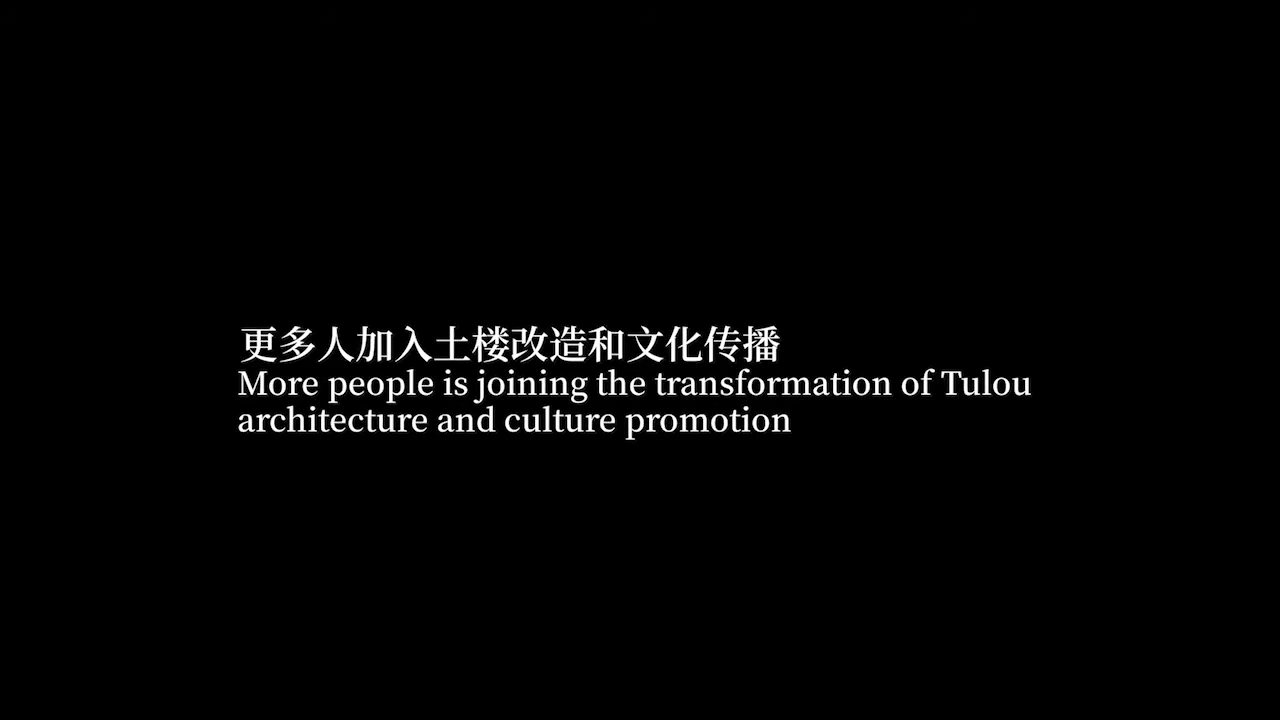 更多人加入土楼改造和文化传播
More people is joining the transformation of Tulou
architecture and culture promotion